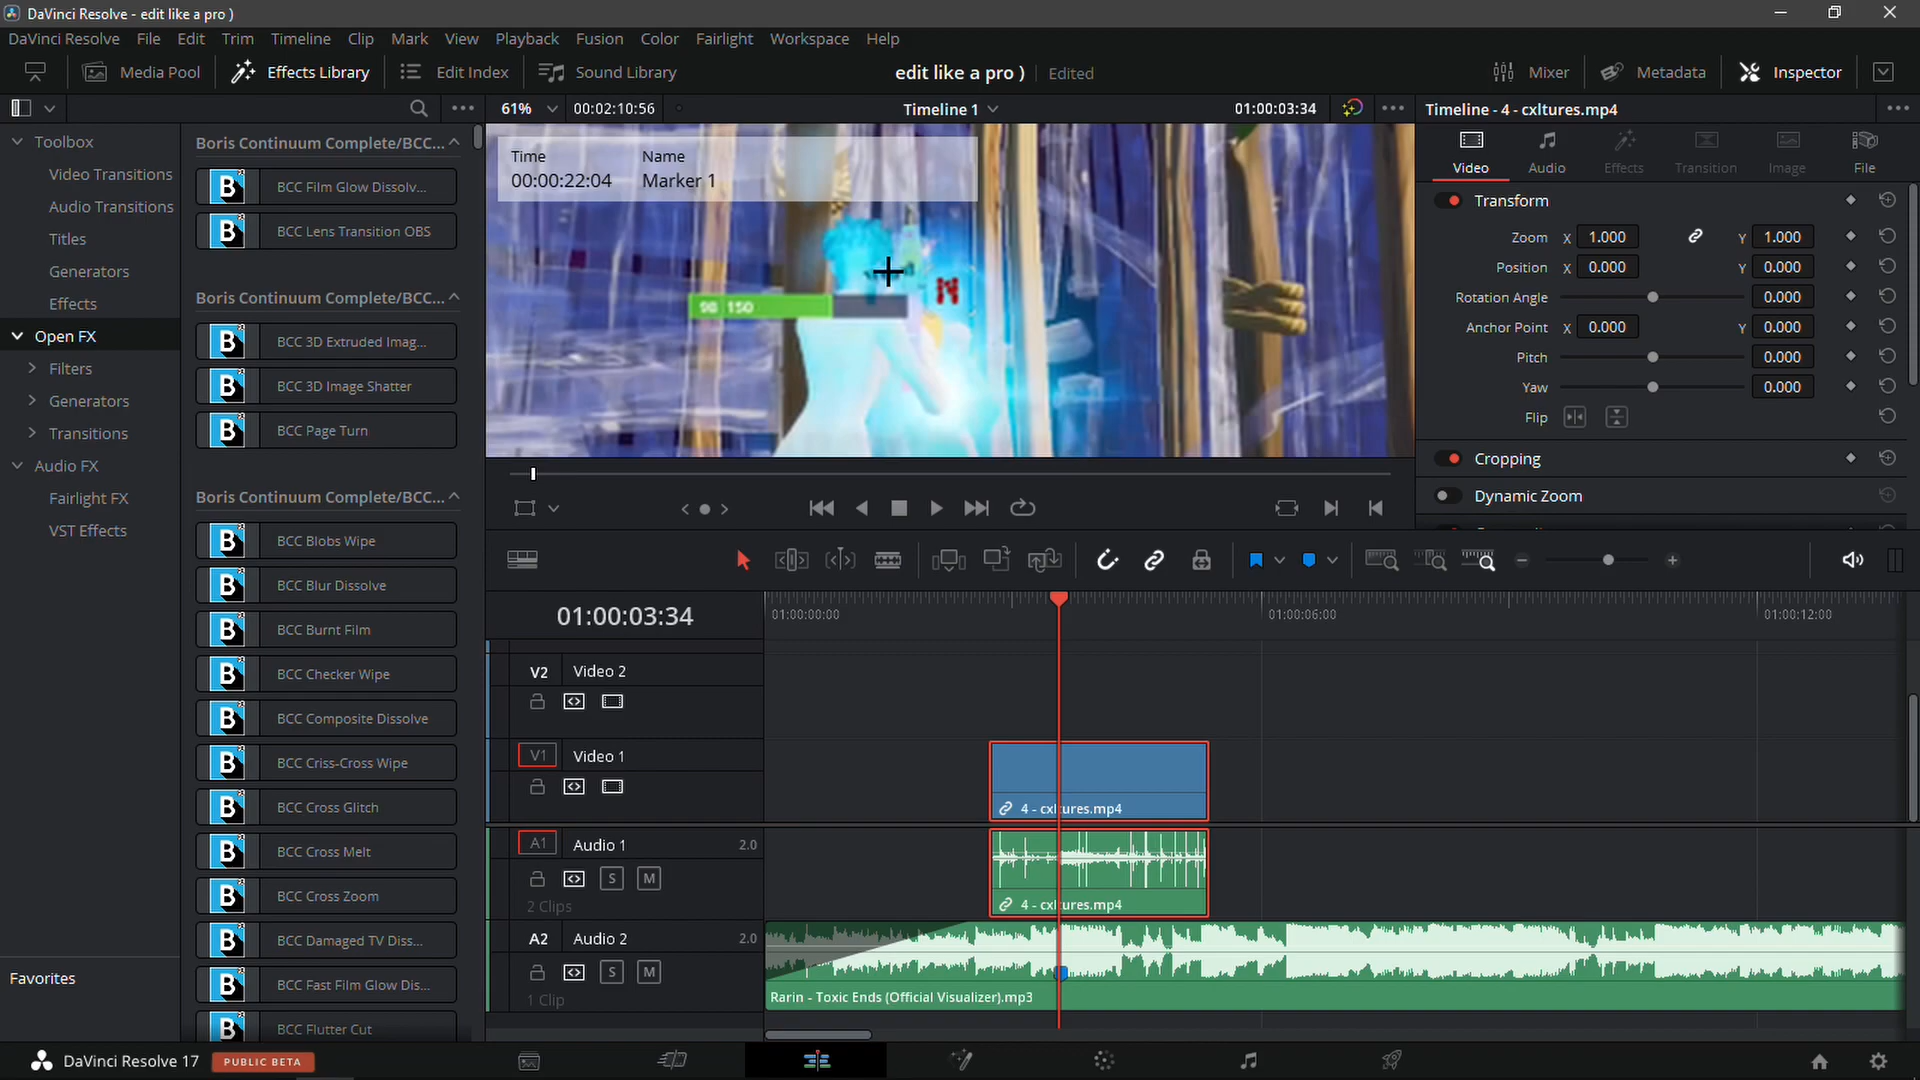 DaVinci Resolve - edit like a pro )
DaVinci Resolve File Edit Trim Timeline Clip Mark View Playback Fusion Color Fairlight Workspace Help
Media Pool Effects Library Edit Index Sound Library edit like a pro ) Edited Mixer Metadata Inspector
61% 00:02:10:56 Timeline 1 01:00:03:34 Timeline - 4 - cxltures.mp4
Toolbox
Video Transitions
Audio Transitions
Titles
Generators
Effects
Open FX
Filters
Generators
Transitions
Audio FX
Fairlight FX
VST Effects
Favorites
Boris Continuum Complete/BCC...
BCC Film Glow Dissolv...
BCC Lens Transition OBS
Boris Continuum Complete/BCC...
BCC 3D Extruded Imag...
BCC 3D Image Shatter
BCC Page Turn
Boris Continuum Complete/BCC...
BCC Blobs Wipe
BCC Blur Dissolve
BCC Burnt Film
BCC Checker Wipe
BCC Composite Dissolve
BCC Criss-Cross Wipe
BCC Cross Glitch
BCC Cross Melt
BCC Cross Zoom
BCC Damaged TV Diss...
BCC Fast Film Glow Dis...
BCC Flutter Cut
Time Name
00:00:22:04 Marker 1
98 150
Video Audio Effects Transition Image File
Transform
Zoom X 1.000 Y 1.000
Position X 0.000 Y 0.000
Rotation Angle 0.000
Anchor Point X 0.000 Y 0.000
Pitch 0.000
Yaw 0.000
Flip
Cropping
Dynamic Zoom
01:00:03:34 01:00:00:00 01:00:06:00 01:00:12:00
V2 Video 2
V1 Video 1
4 - cxltures.mp4
A1 Audio 1 2.0
S M
2 Clips
4 - cxltures.mp4
A2 Audio 2 2.0
S M
1 Clip
Rarin - Toxic Ends (Official Visualizer).mp3
DaVinci Resolve 17 PUBLIC BETA